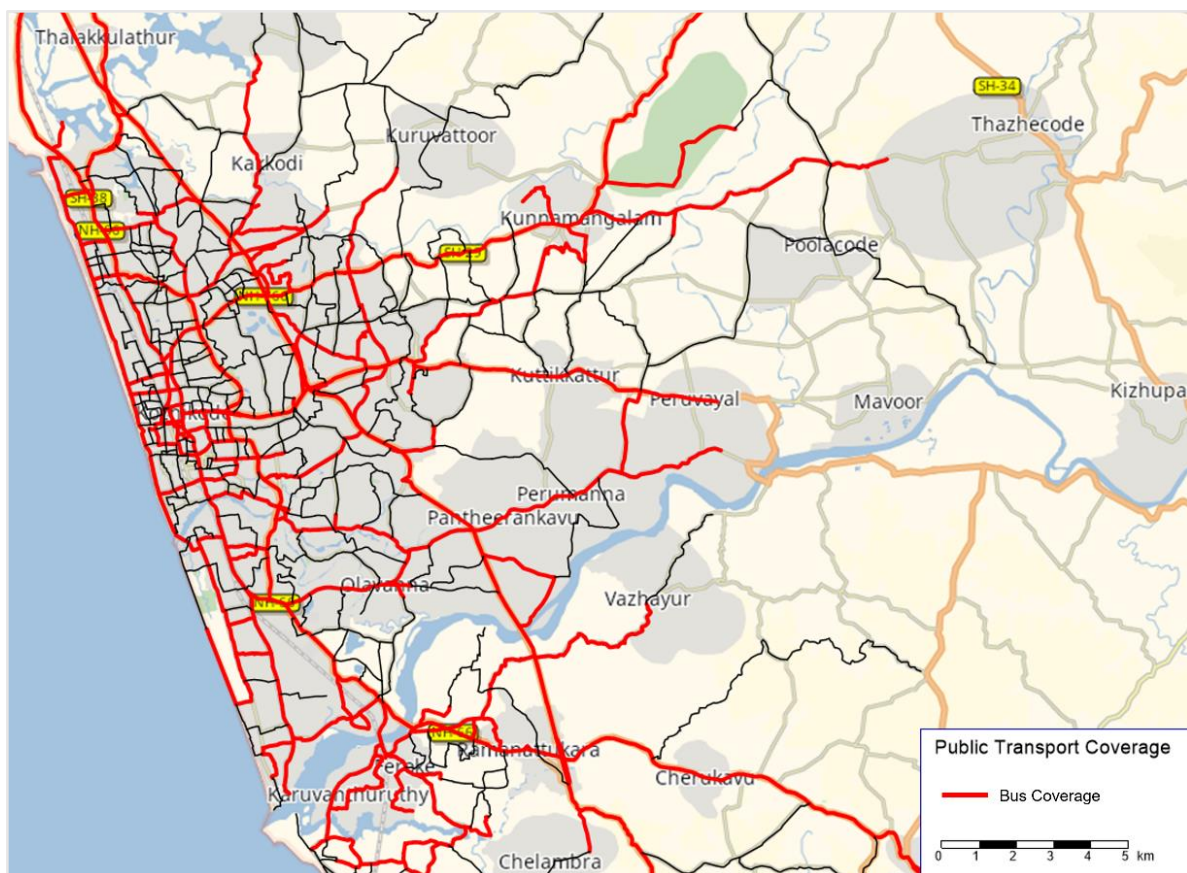 Thalakkulathur
SH-34
Thazhecode
Kuruvattoor
Kakkodi
SH-38
Kunnamangalam
NH-66
Poolacode
SH-29
Kuttikkattur
Kizhupa
Peruvayal
Mavoor
Perumanna
Pantheerankavu
Olavanna
Vazhayur
NH-66
NH-66
Ramanattukara
Public Transport Coverage
Feroke
Cherukavu
Karuvanthuruthy
Bus Coverage
0 1 2 3 4 5 km
Chelambra